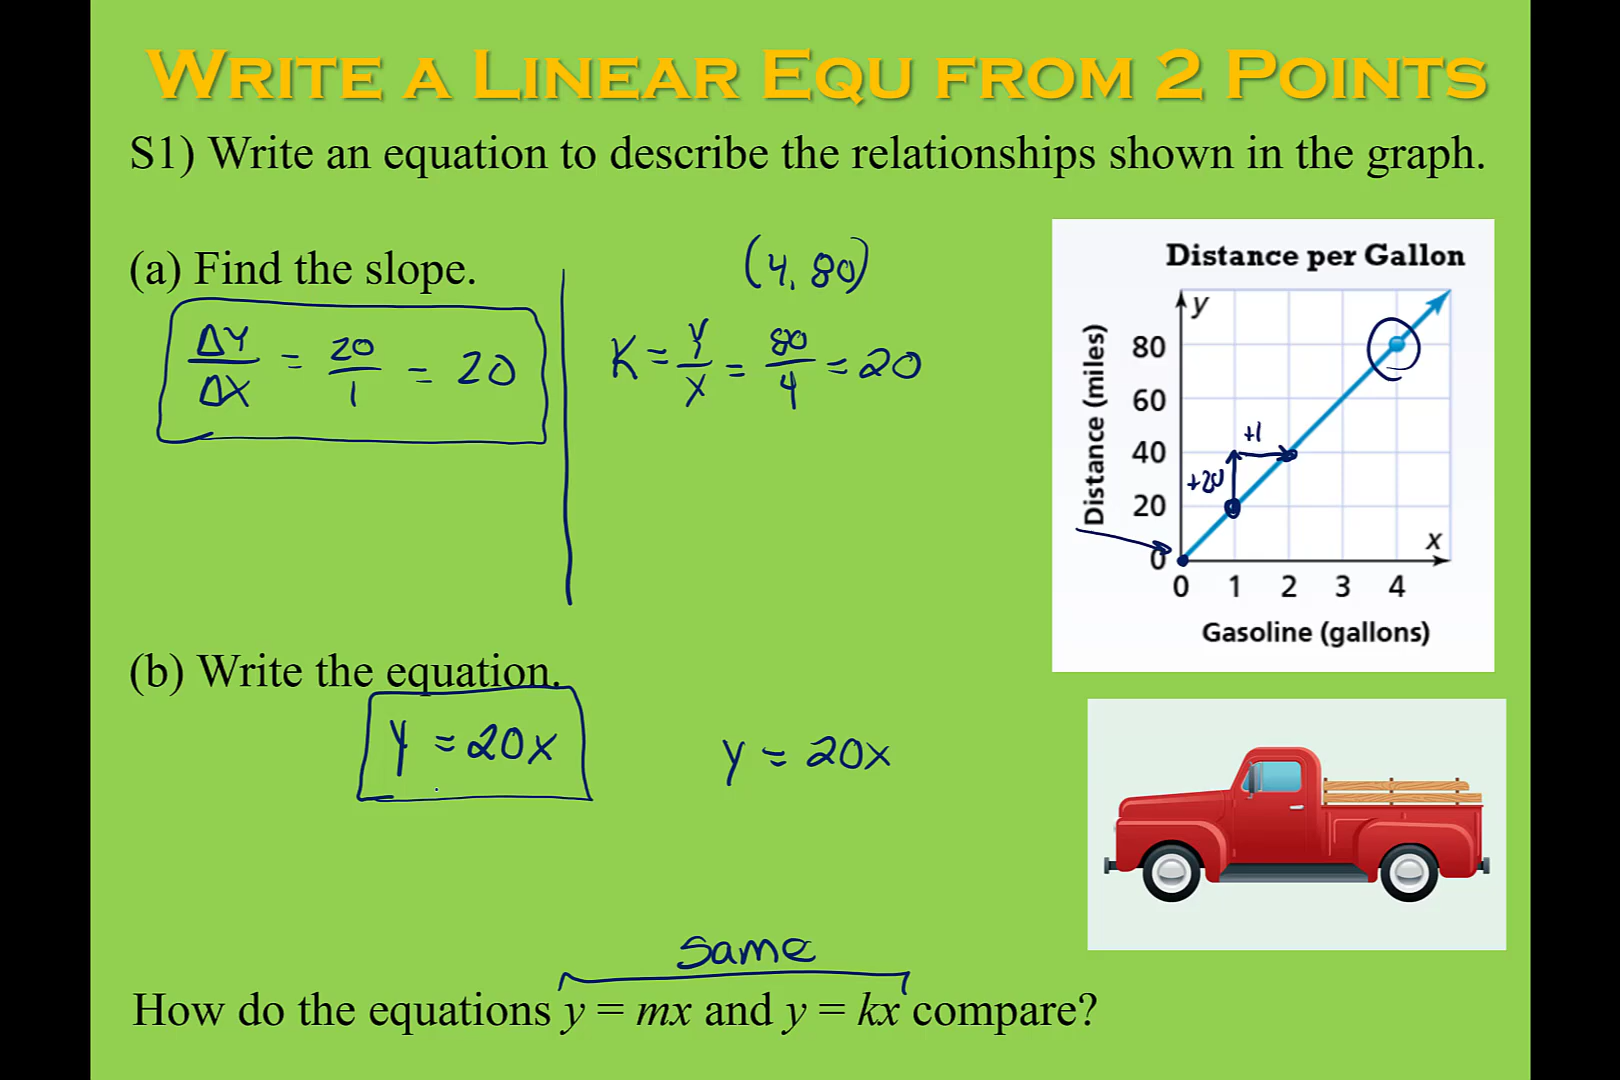 WRITE A LINEAR EQU FROM 2 POINTS
S1) Write an equation to describe the relationships shown in the graph.
(a) Find the slope.
ΔY/ΔX = 20/1 = 20
(4, 80)
K = Y/X = 80/4 = 20
Distance per Gallon
y
Distance (miles)
80
60
40
20
0
+1
+20
x
0 1 2 3 4
Gasoline (gallons)
(b) Write the equation.
y = 20x
y = 20x
same
How do the equations y = mx and y = kx compare?